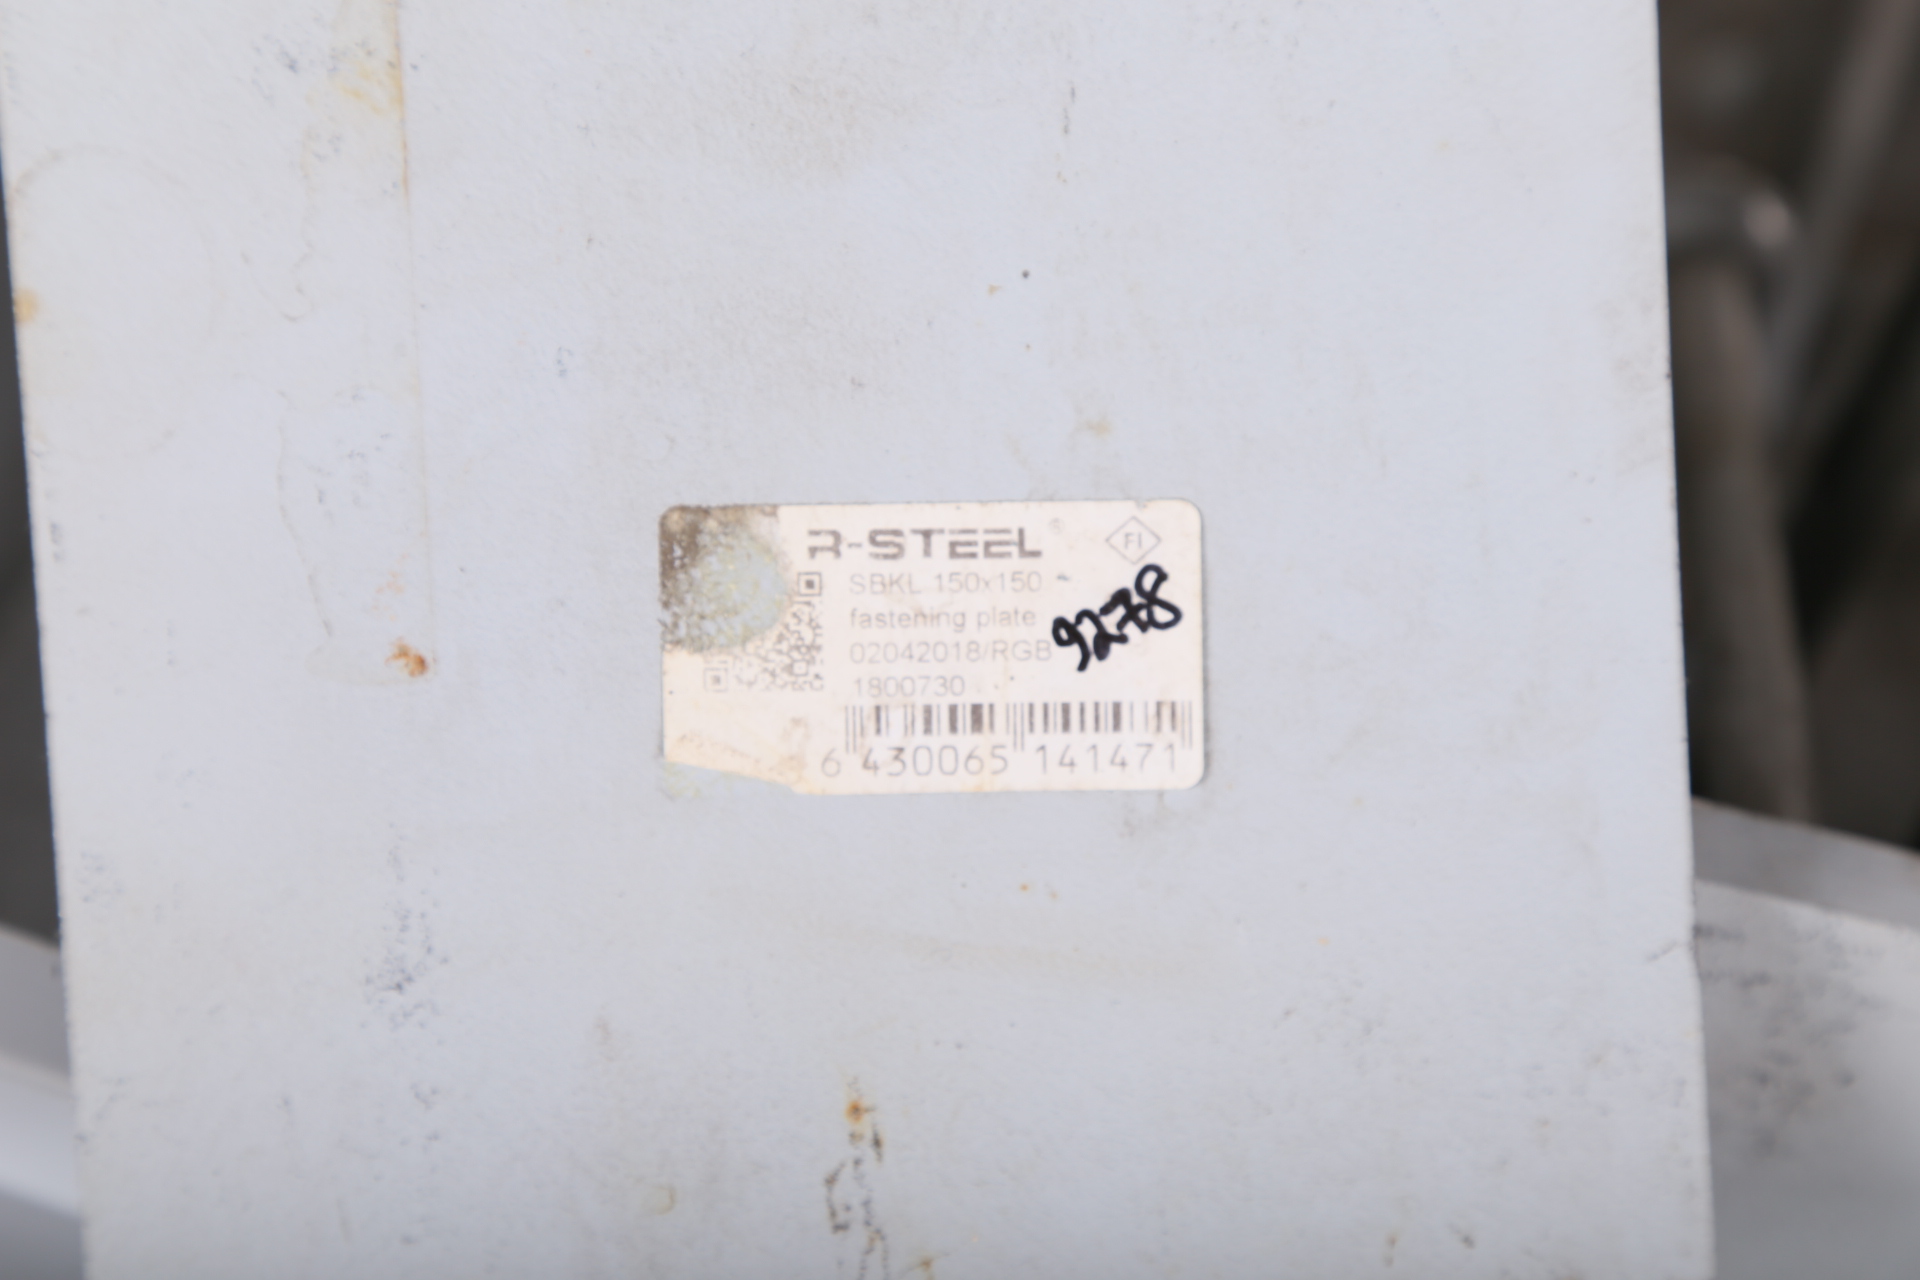 R-STEEL®
FI
SBKL 150x150
fastening plate
9278
02042018/RGB
1800730
6 430065 141471